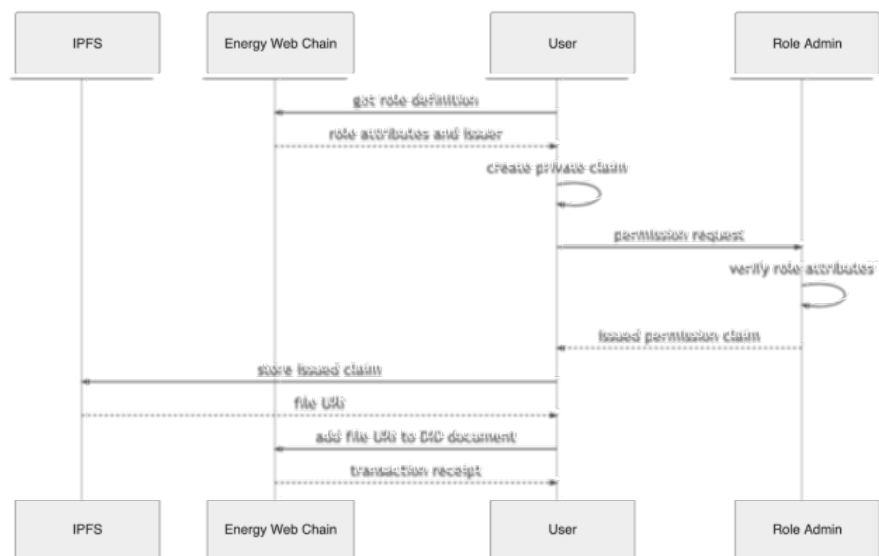 IPFS
Energy Web Chain
User
Role Admin
get role definition
role attributes and issuer
create private claim
permission request
verify role attributes
issued permission claim
store issued claim
file URI
add file URI to DID document
transaction receipt
IPFS
Energy Web Chain
User
Role Admin